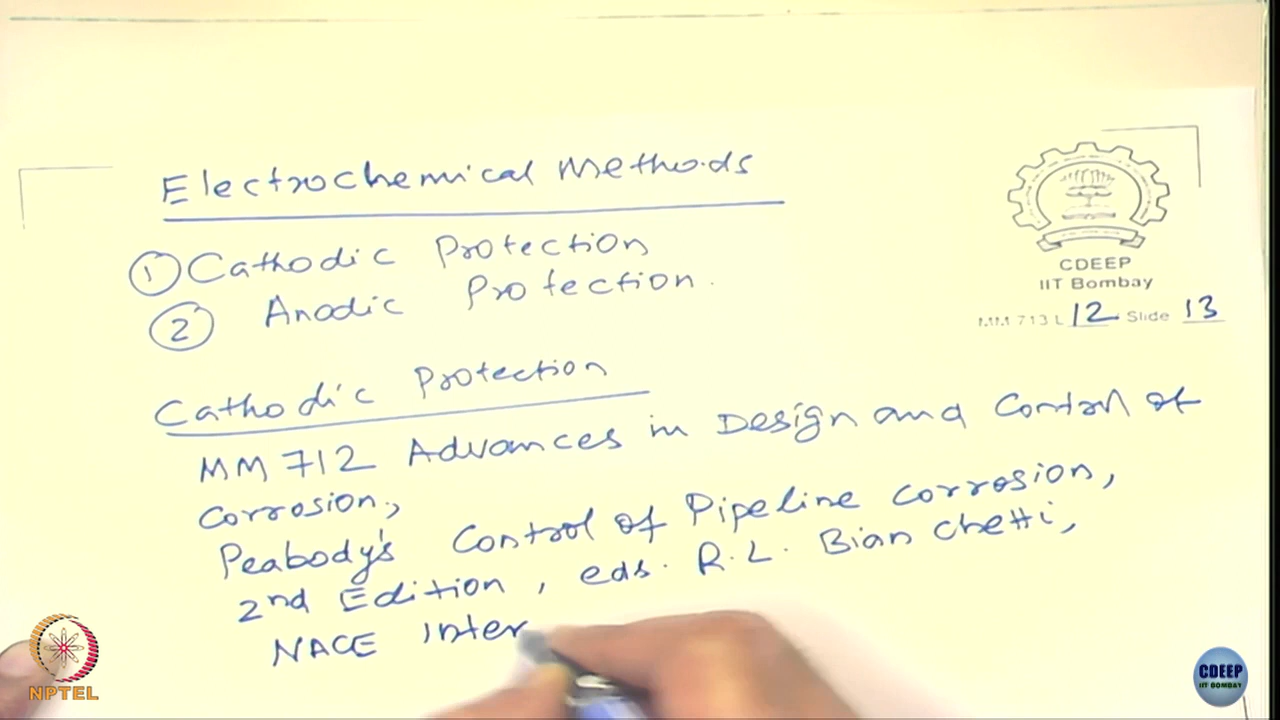 Electrochemical Methods
① Cathodic Protection
② Anodic Protection.
CDEEP
IIT Bombay
MM 713 L 12 Slide 13
Cathodic Protection
MM 712 Advances in Design and Control of
Corrosion,
Peabody's Control of Pipeline Corrosion,
2nd Edition, eds. R.L. Bianchetti,
NACE Inter
NPTEL
CDEEP
IIT BOMBAY